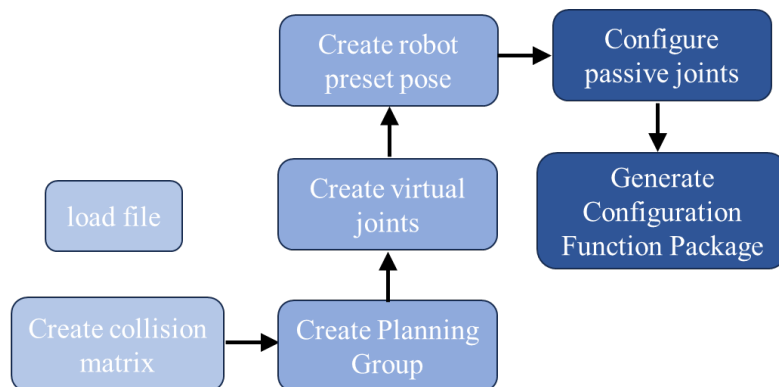 load file
Create collision
matrix
Create Planning
Group
Create virtual
joints
Create robot
preset pose
Configure
passive joints
Generate
Configuration
Function Package